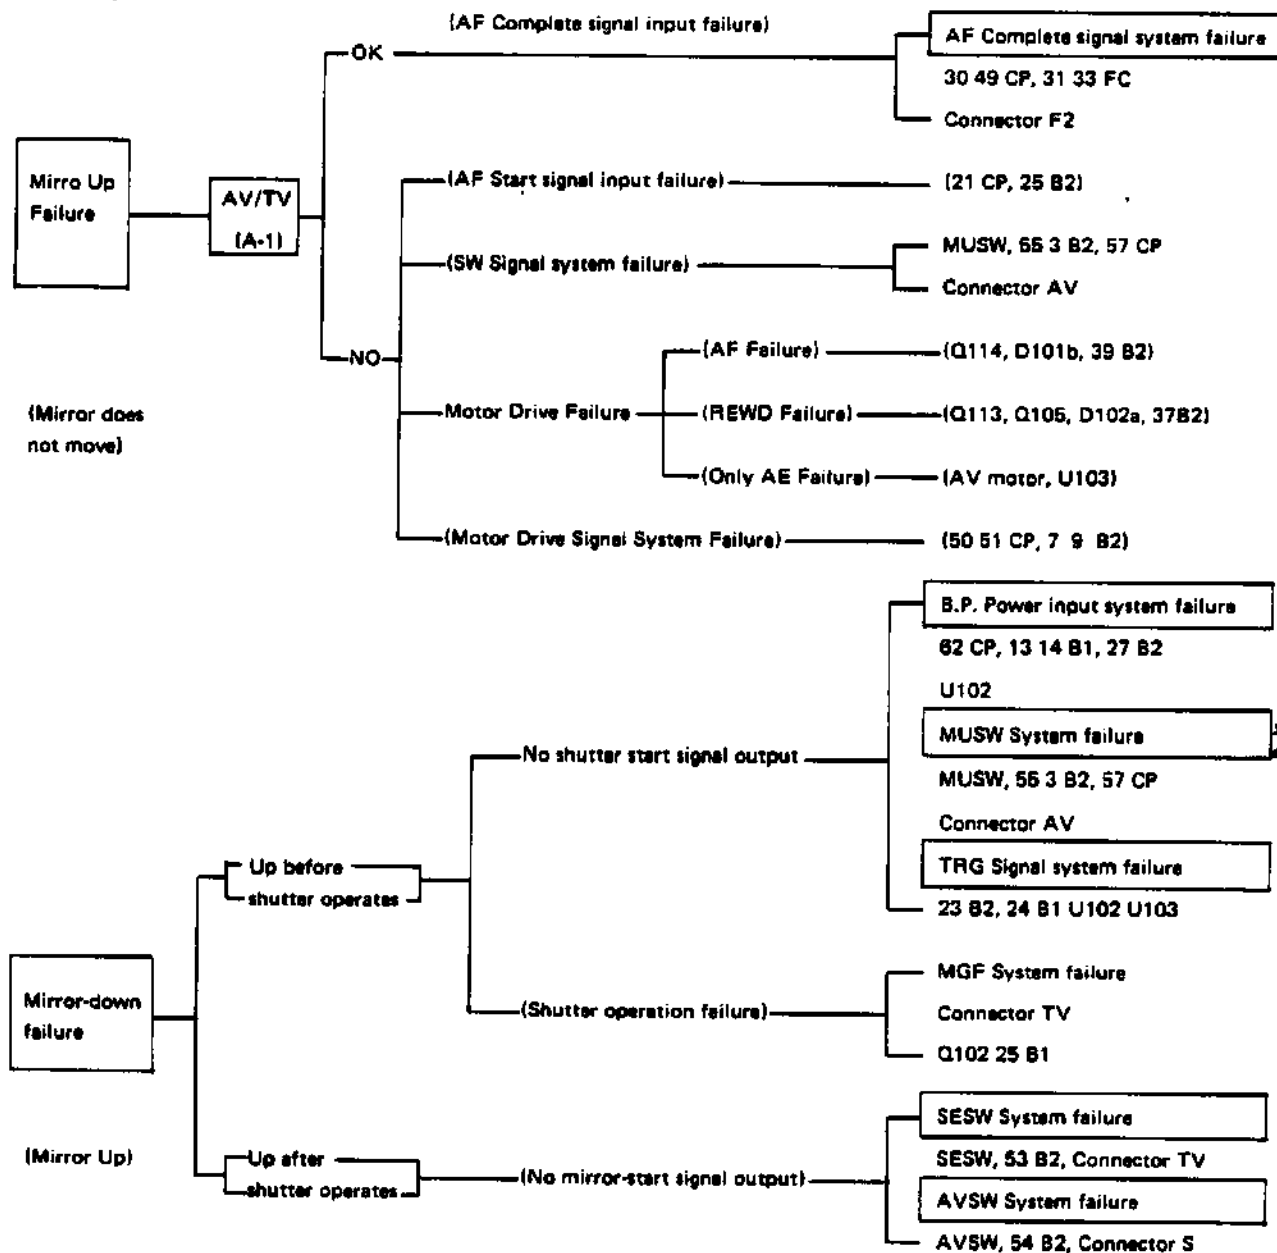 (AF Complete signal input failure)
OK
AF Complete signal system failure
30 49 CP, 31 33 FC
Connector F2
Mirro Up
Failure
AV/TV
(A-1)
(AF Start signal input failure)
(21 CP, 25 B2)
(SW Signal system failure)
MUSW, 55 3 B2, 57 CP
Connector AV
NO
(AF Failure)
(Q114, D101b, 39 B2)
(Mirror does
not move)
Motor Drive Failure
(REWD Failure)
(Q113, Q105, D102a, 37B2)
(Only AE Failure)
(AV motor, U103)
(Motor Drive Signal System Failure)
(50 51 CP, 7 9 B2)
B.P. Power input system failure
62 CP, 13 14 B1, 27 B2
U102
No shutter start signal output
MUSW System failure
MUSW, 55 3 B2, 57 CP
Connector AV
Up before
shutter operates
TRG Signal system failure
23 B2, 24 B1 U102 U103
Mirror-down
failure
MGF System failure
(Shutter operation failure)
Connector TV
Q102 25 B1
(Mirror Up)
Up after
shutter operates
(No mirror-start signal output)
SESW System failure
SESW, 53 B2, Connector TV
AVSW System failure
AVSW, 54 B2, Connector S